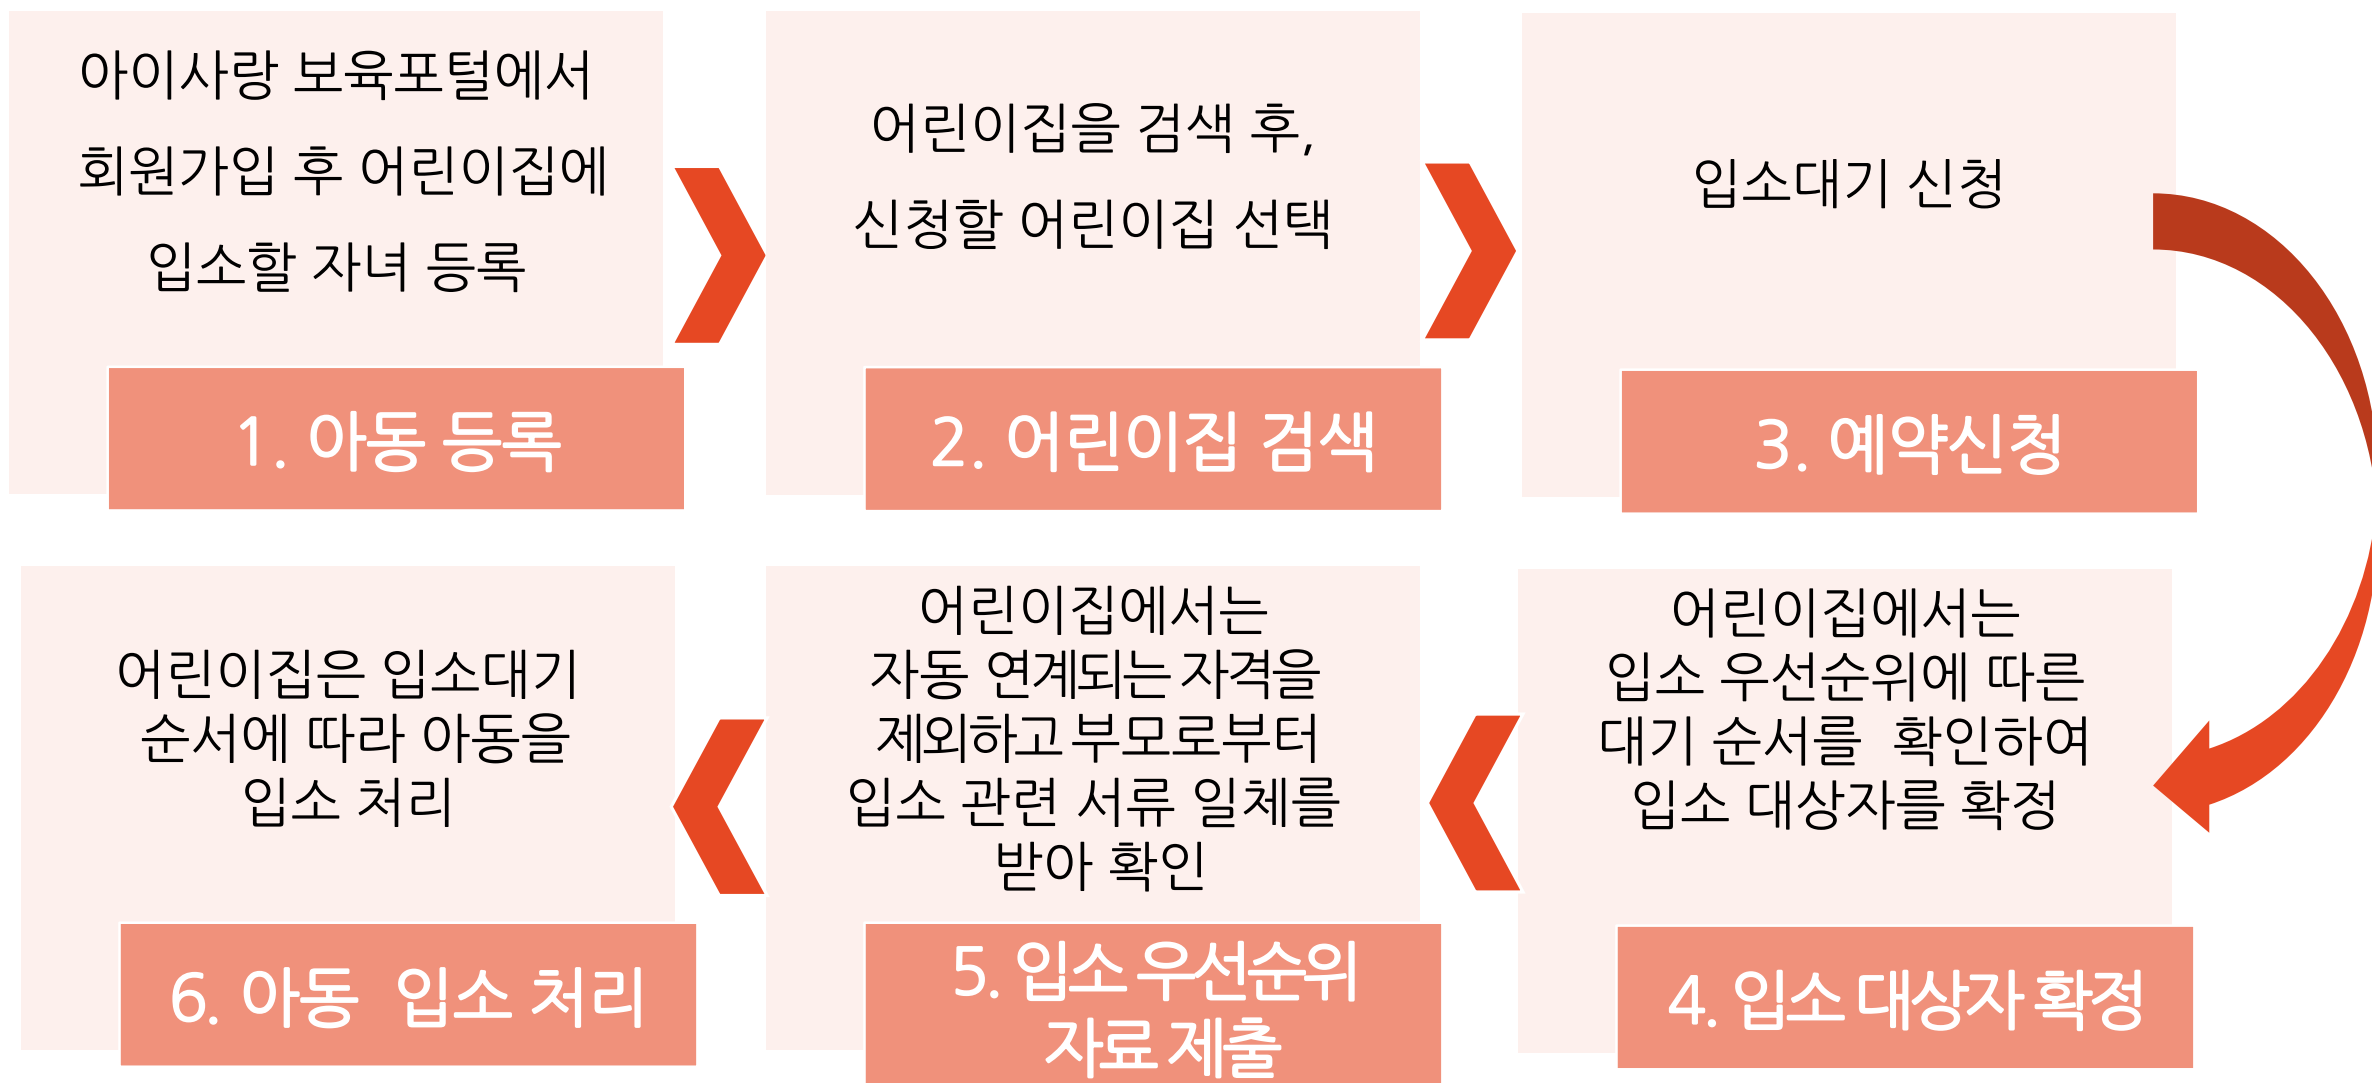 아이사랑 보육포털에서
회원가입 후 어린이집에
입소할 자녀 등록
1. 아동 등록
어린이집을 검색 후,
신청할 어린이집 선택
2. 어린이집 검색
입소대기 신청
3. 예약신청
어린이집에서는
입소 우선순위에 따른
대기 순서를 확인하여
입소 대상자를 확정
4. 입소 대상자 확정
어린이집에서는
자동 연계되는 자격을
제외하고 부모로부터
입소 관련 서류 일체를
받아 확인
5. 입소 우선순위
자료 제출
어린이집은 입소대기
순서에 따라 아동을
입소 처리
6. 아동 입소 처리